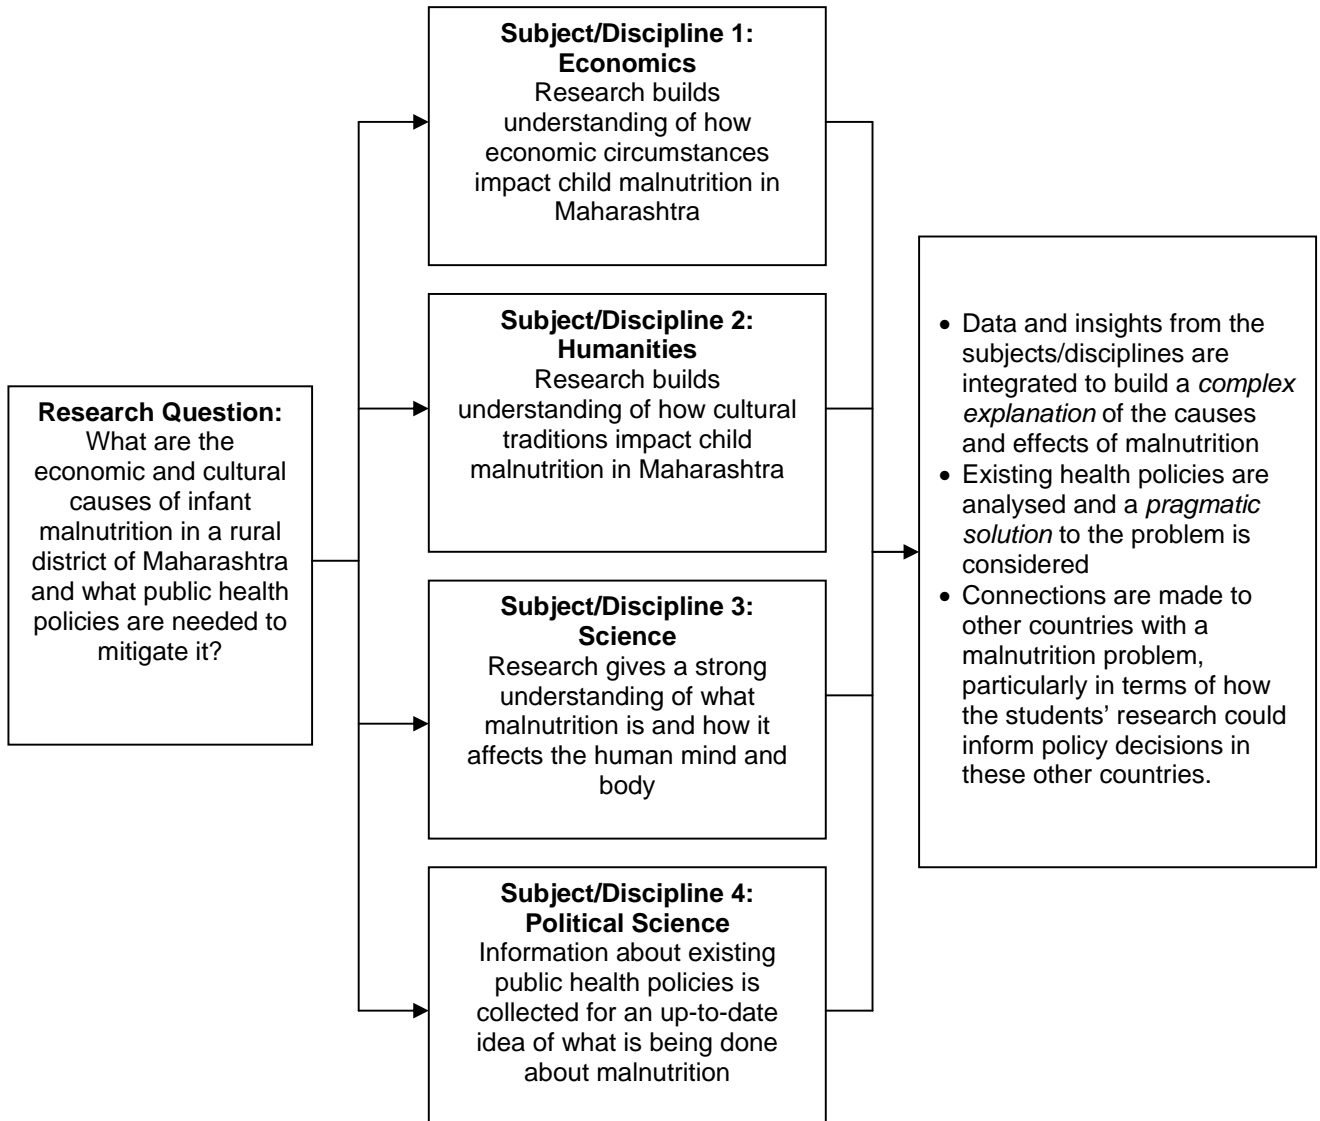 Research Question:
What are the
economic and cultural
causes of infant
malnutrition in a rural
district of Maharashtra
and what public health
policies are needed to
mitigate it?
Subject/Discipline 1:
Economics
Research builds
understanding of how
economic circumstances
impact child malnutrition in
Maharashtra
Subject/Discipline 2:
Humanities
Research builds
understanding of how cultural
traditions impact child
malnutrition in Maharashtra
Subject/Discipline 3:
Science
Research gives a strong
understanding of what
malnutrition is and how it
affects the human mind and
body
Subject/Discipline 4:
Political Science
Information about existing
public health policies is
collected for an up-to-date
idea of what is being done
about malnutrition
• Data and insights from the
subjects/disciplines are
integrated to build a complex
explanation of the causes
and effects of malnutrition
• Existing health policies are
analysed and a pragmatic
solution to the problem is
considered
• Connections are made to
other countries with a
malnutrition problem,
particularly in terms of how
the students’ research could
inform policy decisions in
these other countries.